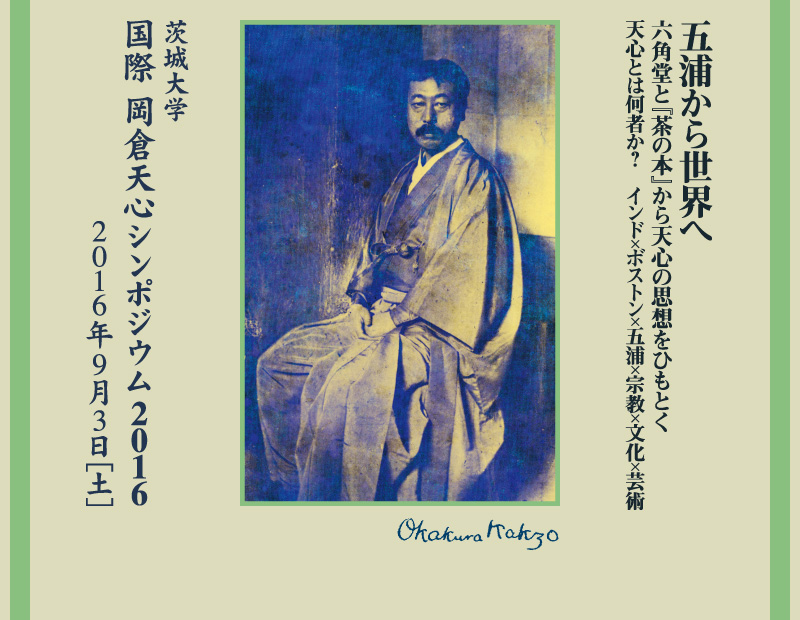 五浦から世界へ
六角堂と『茶の本』から天心の思想をひもとく
天心とは何者か？　インド×ボストン×五浦×宗教×文化×芸術
茨城大学
国際 岡倉天心シンポジウム 2016
2016年9月3日［土］
Okakura Kakzo